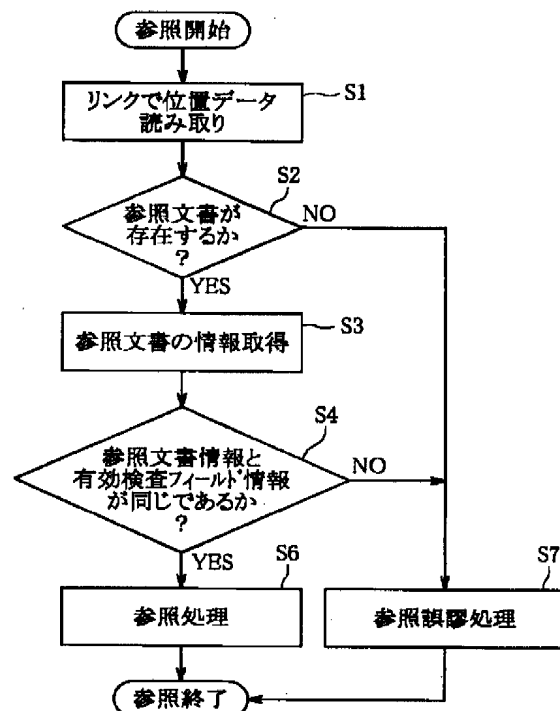 参照開始
リンクで位置データ
読み取り
S1
S2
参照文書が
存在するか
?
NO
YES
参照文書の情報取得
S3
S4
参照文書情報と
有効検査フィールド情報
が同じであるか
?
NO
YES
S6
参照処理
S7
参照誤謬処理
参照終了